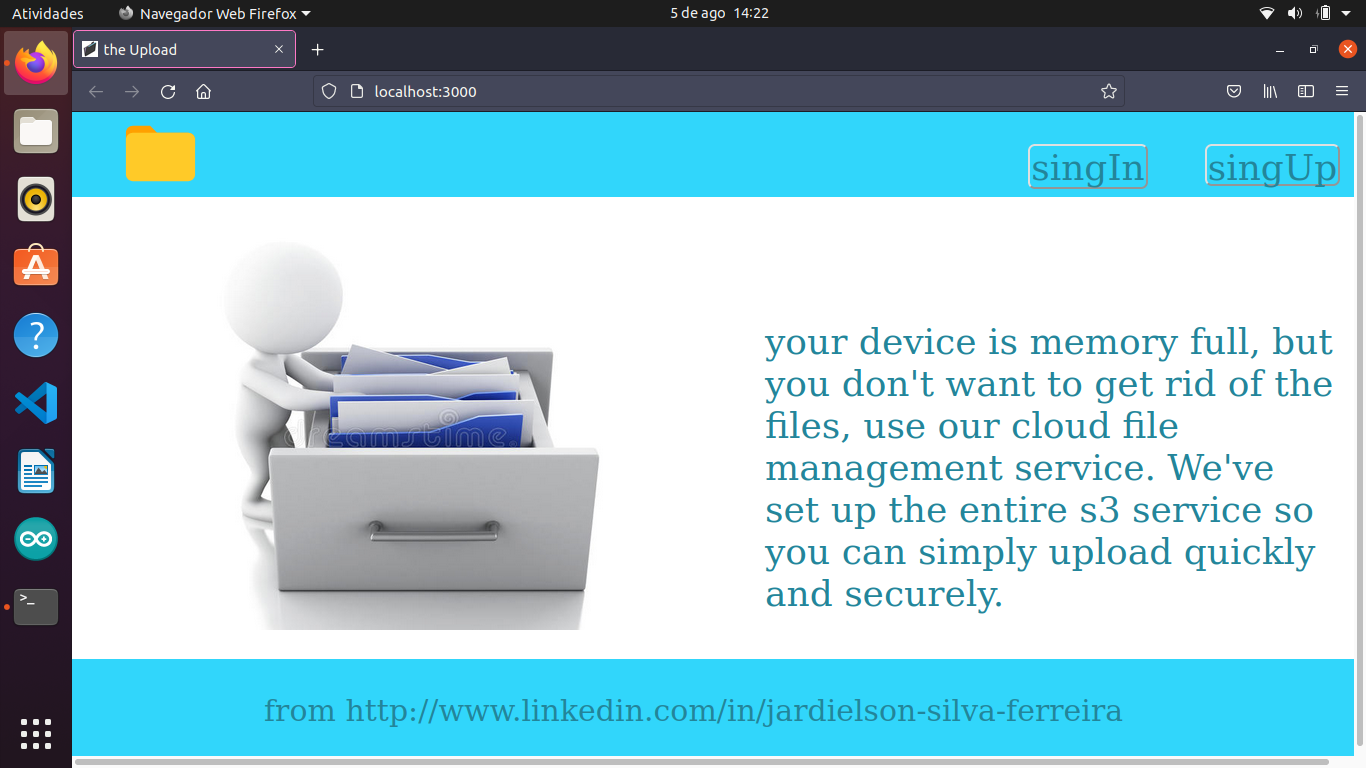 Atividades
Navegador Web Firefox
5 de ago 14:22
the Upload
localhost:3000
singIn
singUp
dreamstime.
your device is memory full, but
you don't want to get rid of the
files, use our cloud file
management service. We've
set up the entire s3 service so
you can simply upload quickly
and securely.
from http://www.linkedin.com/in/jardielson-silva-ferreira